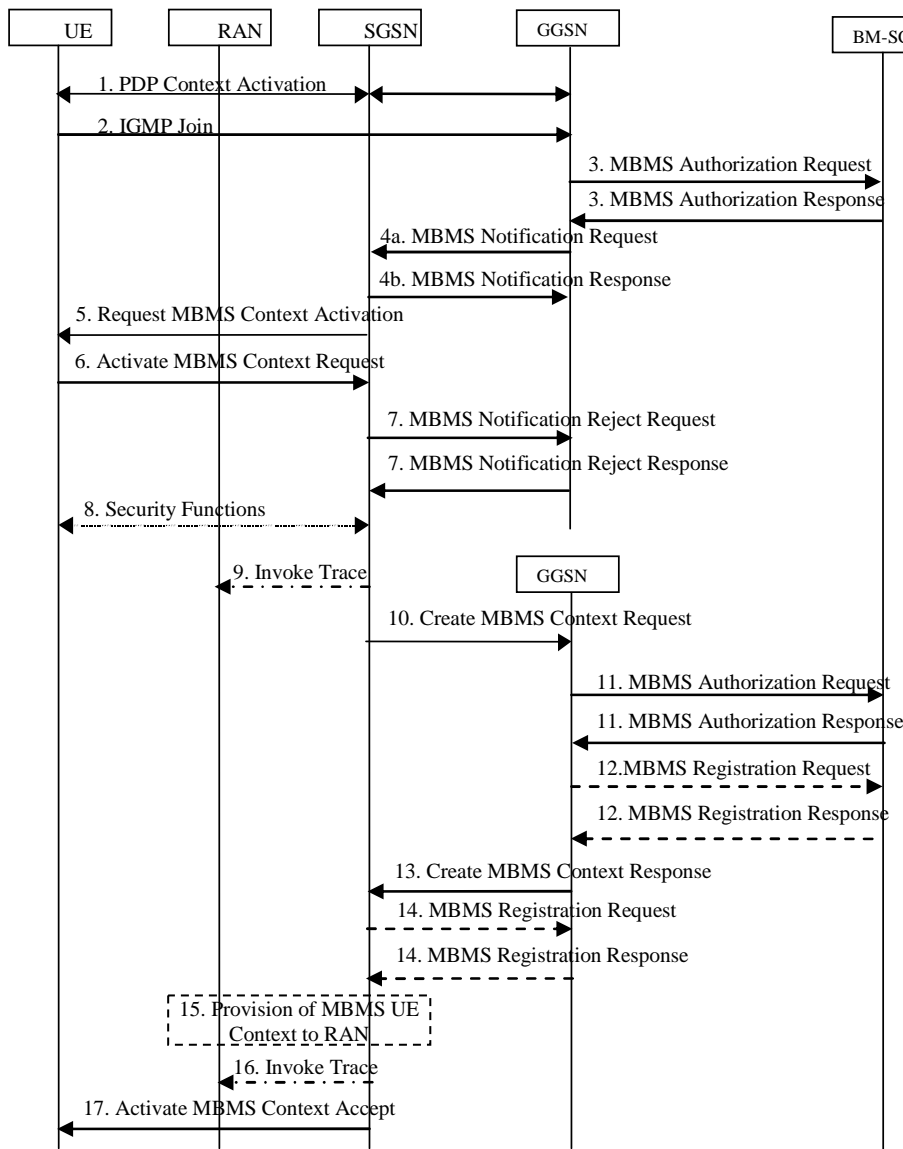 UE
RAN
SGSN
GGSN
BM-SC
1. PDP Context Activation
2. IGMP Join
3. MBMS Authorization Request
3. MBMS Authorization Response
4a. MBMS Notification Request
4b. MBMS Notification Response
5. Request MBMS Context Activation
6. Activate MBMS Context Request
7. MBMS Notification Reject Request
7. MBMS Notification Reject Response
8. Security Functions
9. Invoke Trace
GGSN
10. Create MBMS Context Request
11. MBMS Authorization Request
11. MBMS Authorization Response
12.MBMS Registration Request
12. MBMS Registration Response
13. Create MBMS Context Response
14. MBMS Registration Request
14. MBMS Registration Response
15. Provision of MBMS UE
Context to RAN
16. Invoke Trace
17. Activate MBMS Context Accept